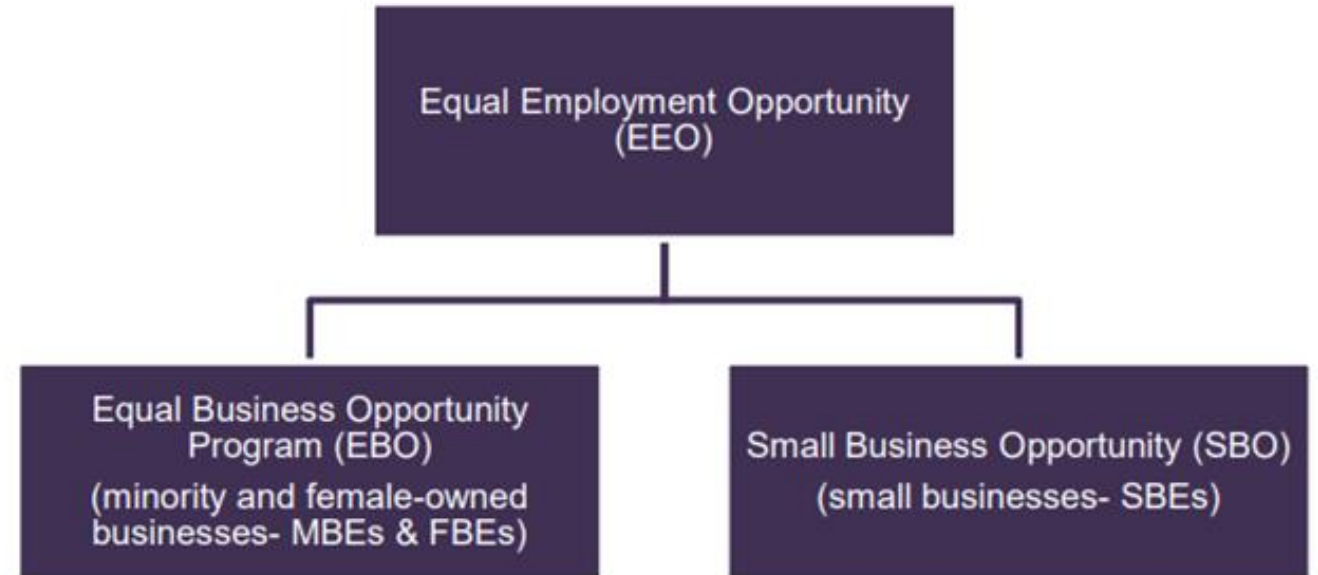 Equal Employment Opportunity
(EEO)
Equal Business Opportunity
Program (EBO)
(minority and female-owned
businesses- MBEs & FBEs)
Small Business Opportunity (SBO)
(small businesses- SBEs)